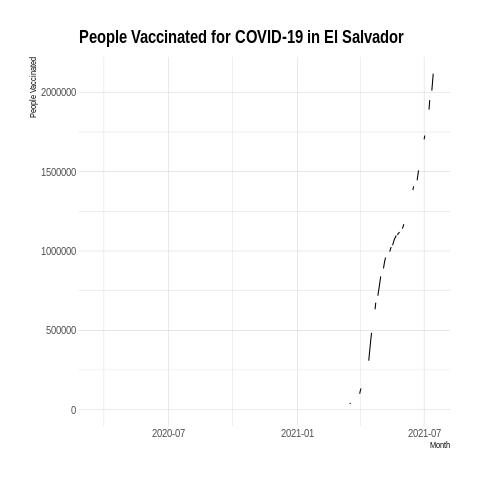 People Vaccinated for COVID-19 in El Salvador
People Vaccinated
2000000
1500000
1000000
500000
0
2020-07
2021-01
2021-07
Month